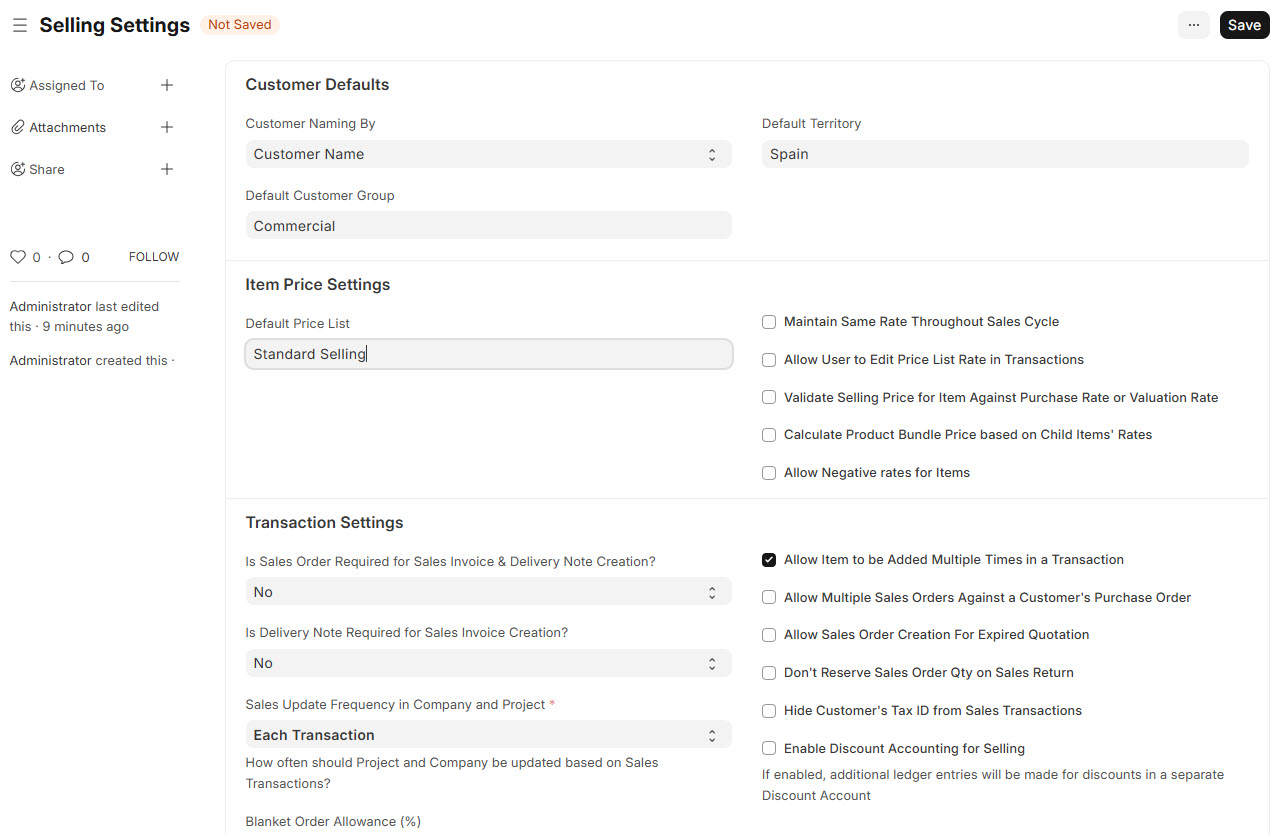 Selling Settings
Not Saved
···
Save
Assigned To
Attachments
Share
0 · 0 FOLLOW
Administrator last edited
this · 9 minutes ago
Administrator created this ·
Customer Defaults
Customer Naming By
Customer Name
Default Customer Group
Commercial
Default Territory
Spain
Item Price Settings
Default Price List
Standard Selling
Maintain Same Rate Throughout Sales Cycle
Allow User to Edit Price List Rate in Transactions
Validate Selling Price for Item Against Purchase Rate or Valuation Rate
Calculate Product Bundle Price based on Child Items' Rates
Allow Negative rates for Items
Transaction Settings
Is Sales Order Required for Sales Invoice & Delivery Note Creation?
No
Is Delivery Note Required for Sales Invoice Creation?
No
Sales Update Frequency in Company and Project *
Each Transaction
How often should Project and Company be updated based on Sales
Transactions?
Blanket Order Allowance (%)
Allow Item to be Added Multiple Times in a Transaction
Allow Multiple Sales Orders Against a Customer's Purchase Order
Allow Sales Order Creation For Expired Quotation
Don't Reserve Sales Order Qty on Sales Return
Hide Customer's Tax ID from Sales Transactions
Enable Discount Accounting for Selling
If enabled, additional ledger entries will be made for discounts in a separate
Discount Account